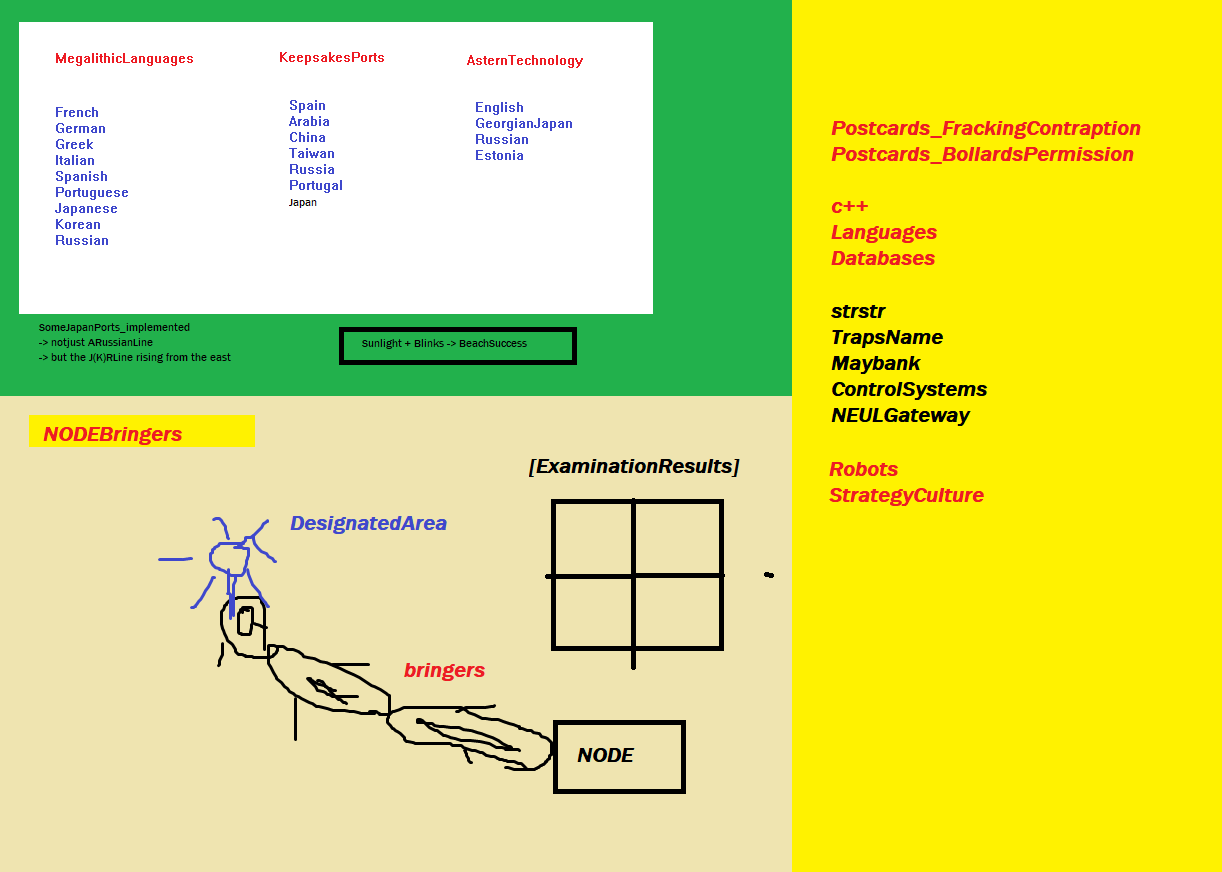 MegalithicLanguages
French
German
Greek
Italian
Spanish
Portuguese
Japanese
Korean
Russian
KeepsakesPorts
Spain
Arabia
China
Taiwan
Russia
Portugal
Japan
AsternTechnology
English
GeorgianJapan
Russian
Estonia
SomeJapanPorts_implemented
-> notjust ARussianLine
-> but the J(K)RLine rising from the east
Sunlight + Blinks -> BeachSuccess
Postcards_FrackingContraption
Postcards_BollardsPermission
c++
Languages
Databases
strstr
TrapsName
Maybank
ControlSystems
NEULGateway
Robots
StrategyCulture
NODEBringers
[ExaminationResults]
DesignatedArea
bringers
NODE